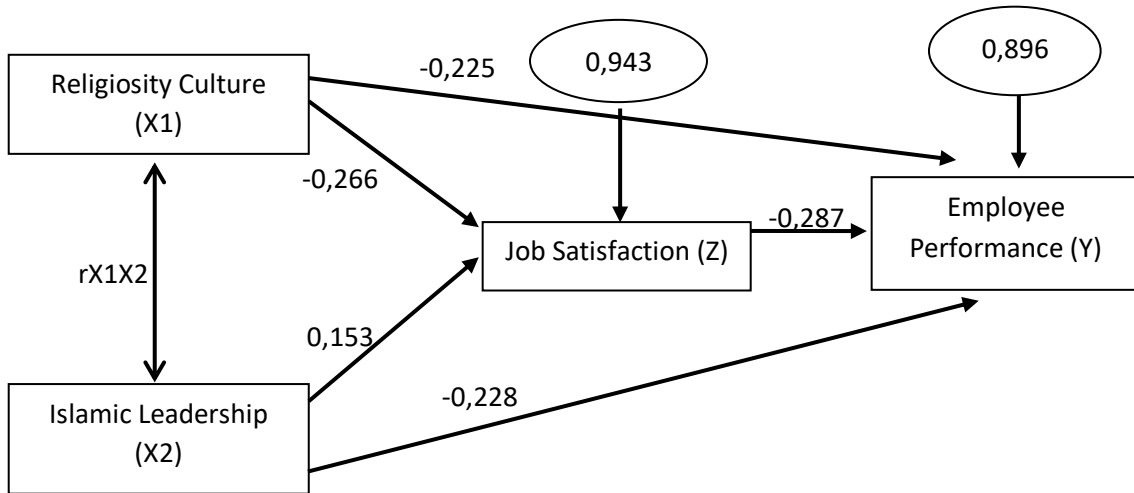 0,943
0,896
Religiosity Culture
(X1)
-0,225
-0,266
Employee
Performance (Y)
-0,287
Job Satisfaction (Z)
rX1X2
0,153
Islamic Leadership
(X2)
-0,228